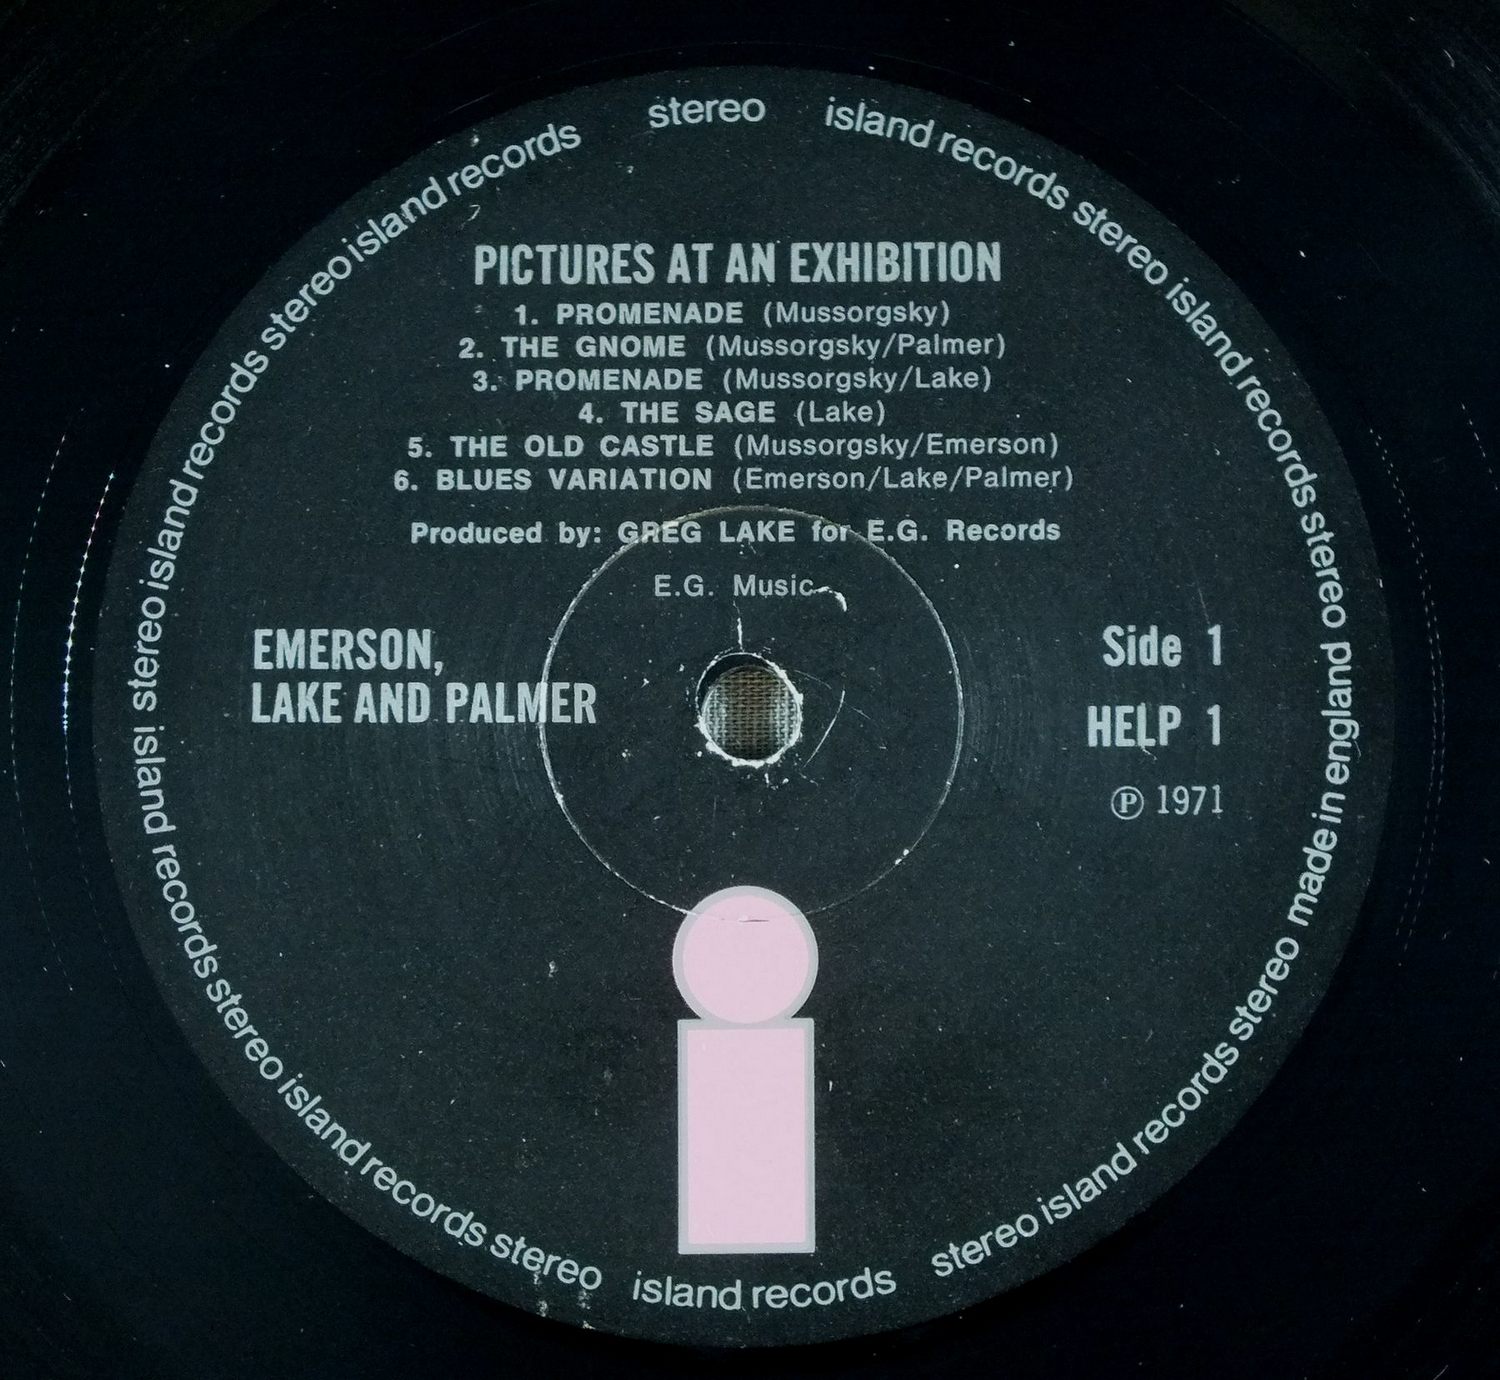 stereo island records stereo island records stereo made in england stereo island records stereo island records stereo island records stereo island records stereo island records stereo island records
PICTURES AT AN EXHIBITION
1. PROMENADE (Mussorgsky)
2. THE GNOME (Mussorgsky/Palmer)
3. PROMENADE (Mussorgsky/Lake)
4. THE SAGE (Lake)
5. THE OLD CASTLE (Mussorgsky/Emerson)
6. BLUES VARIATION (Emerson/Lake/Palmer)
Produced by: GREG LAKE for E.G. Records
E.G. Music
EMERSON,
LAKE AND PALMER
Side 1
HELP 1
Ⓟ 1971